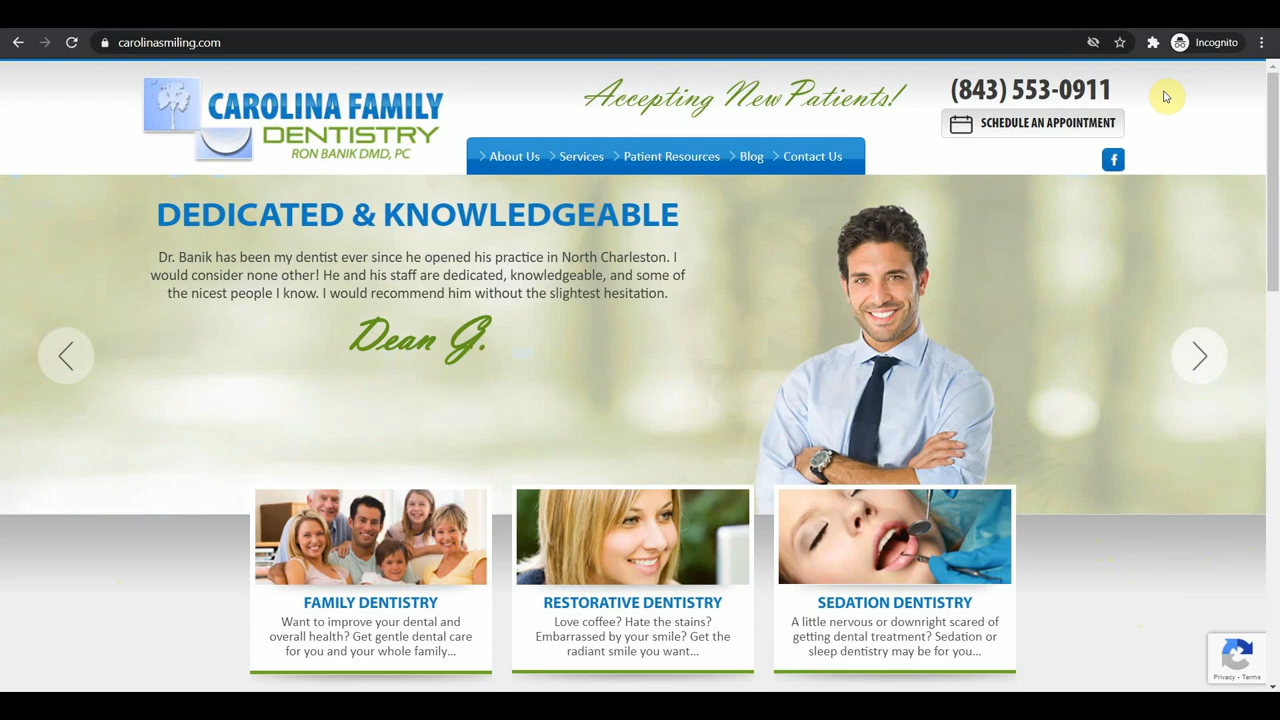 carolinasmiling.com
Incognito
CAROLINA FAMILY
DENTISTRY
RON BANIK DMD, PC
Accepting New Patients!
(843) 553-0911
SCHEDULE AN APPOINTMENT
About Us Services Patient Resources Blog Contact Us
f
DEDICATED & KNOWLEDGEABLE
Dr. Banik has been my dentist ever since he opened his practice in North Charleston. I
would consider none other! He and his staff are dedicated, knowledgeable, and some of
the nicest people I know. I would recommend him without the slightest hesitation.
Dean G.
FAMILY DENTISTRY
Want to improve your dental and
overall health? Get gentle dental care
for you and your whole family...
RESTORATIVE DENTISTRY
Love coffee? Hate the stains?
Embarrassed by your smile? Get the
radiant smile you want...
SEDATION DENTISTRY
A little nervous or downright scared of
getting dental treatment? Sedation or
sleep dentistry may be for you...
Privacy - Terms